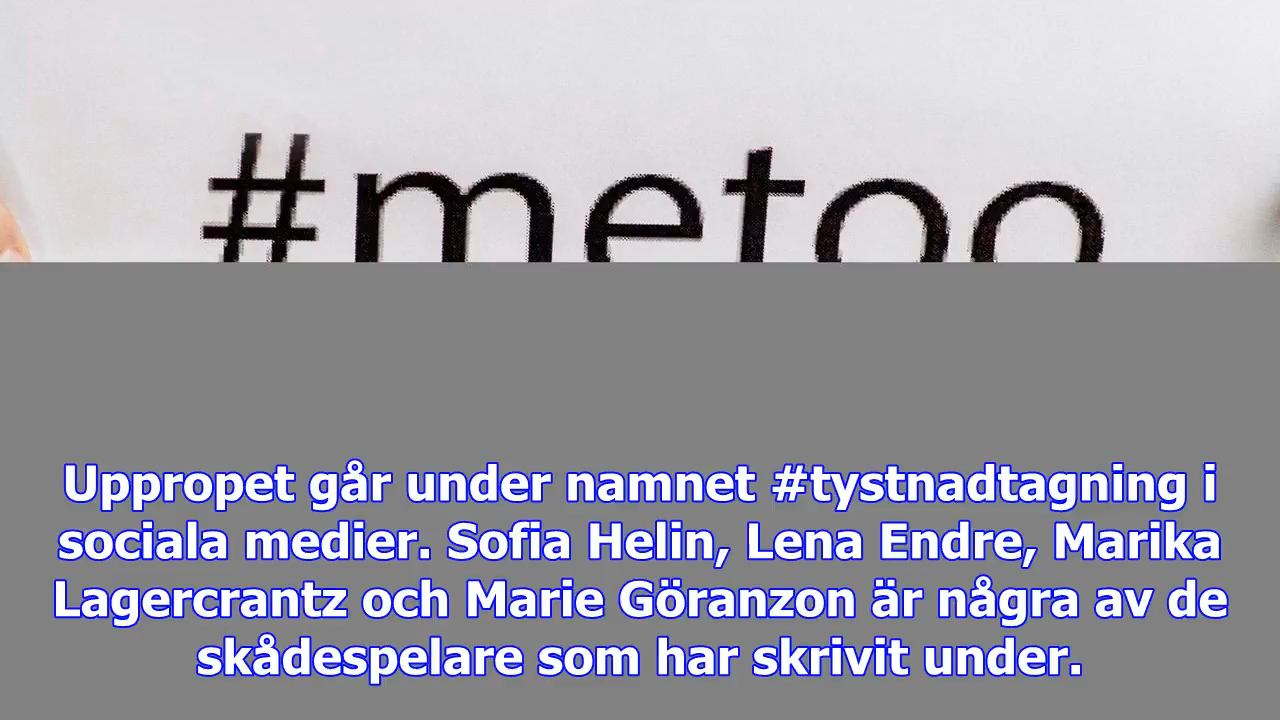 #metoo
Uppropet går under namnet #tystnadtagning i
sociala medier. Sofia Helin, Lena Endre, Marika
Lagercrantz och Marie Göranzon är några av de
skådespelare som har skrivit under.